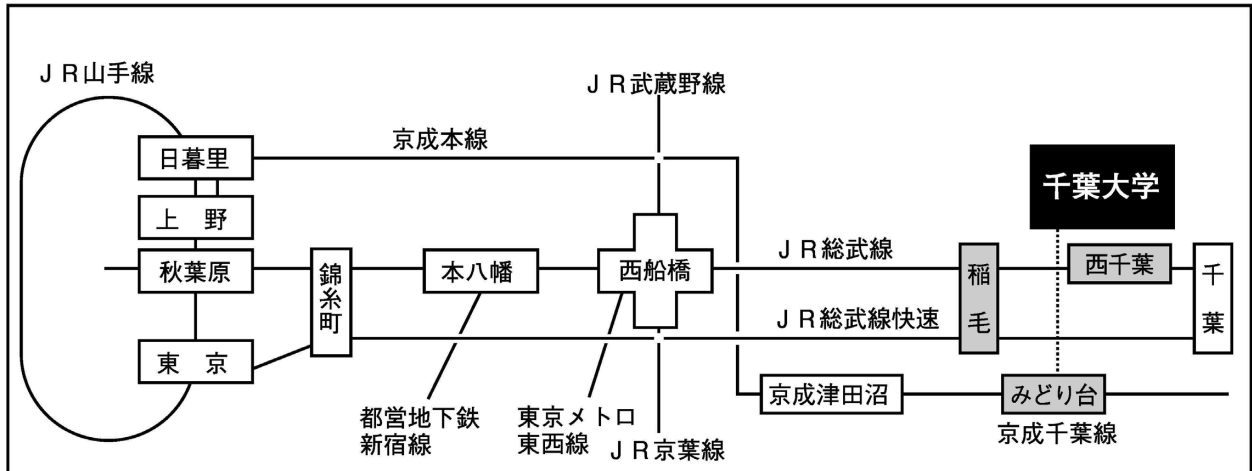 JR山手線
JR武蔵野線
京成本線
日暮里
千葉大学
上野
JR総武線
秋葉原
錦糸町
本八幡
西船橋
稲毛
西千葉
千葉
JR総武線快速
東京
京成津田沼
みどり台
都営地下鉄
新宿線
東京メトロ
東西線
JR京葉線
京成千葉線